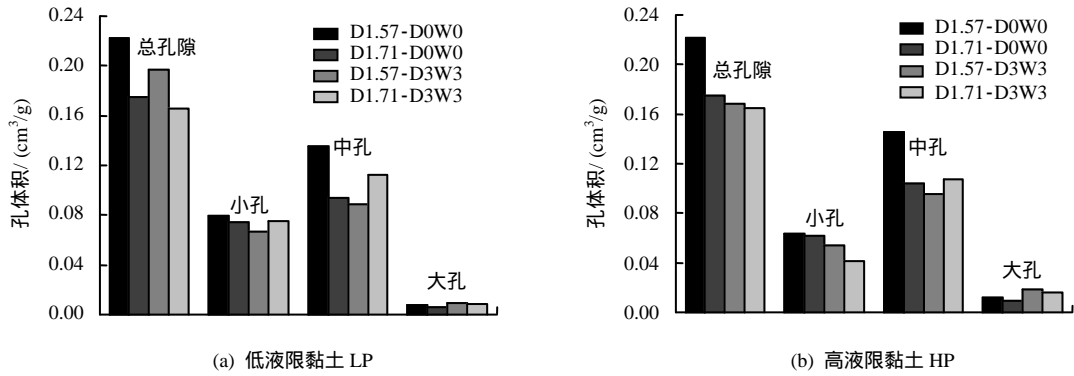 0.24
0.20
0.16
0.12
0.08
0.04
0.00
孔体积/ (cm³/g)
总孔隙
小孔
中孔
大孔
D1.57-D0W0
D1.71-D0W0
D1.57-D3W3
D1.71-D3W3
(a) 低液限黏土 LP
0.24
0.20
0.16
0.12
0.08
0.04
0.00
孔体积/ (cm³/g)
总孔隙
小孔
中孔
大孔
D1.57-D0W0
D1.71-D0W0
D1.57-D3W3
D1.71-D3W3
(b) 高液限黏土 HP